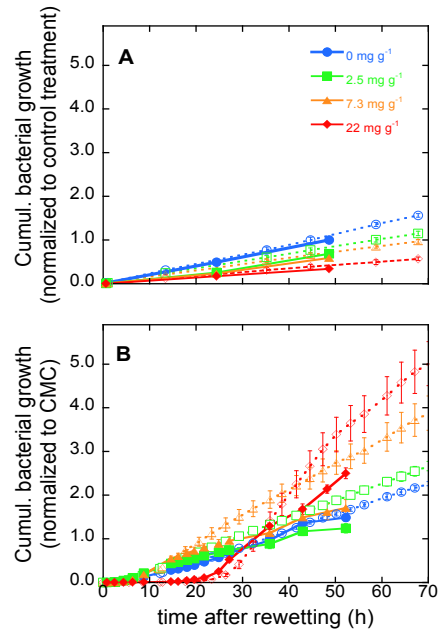 A
0 mg g⁻¹
2.5 mg g⁻¹
7.3 mg g⁻¹
22 mg g⁻¹
Cumul. bacterial growth
(normalized to control treatment)
5.0
4.0
3.0
2.0
1.0
0.0
B
Cumul. bacterial growth
(normalized to CMC)
5.0
4.0
3.0
2.0
1.0
0.0
0 10 20 30 40 50 60 70
time after rewetting (h)